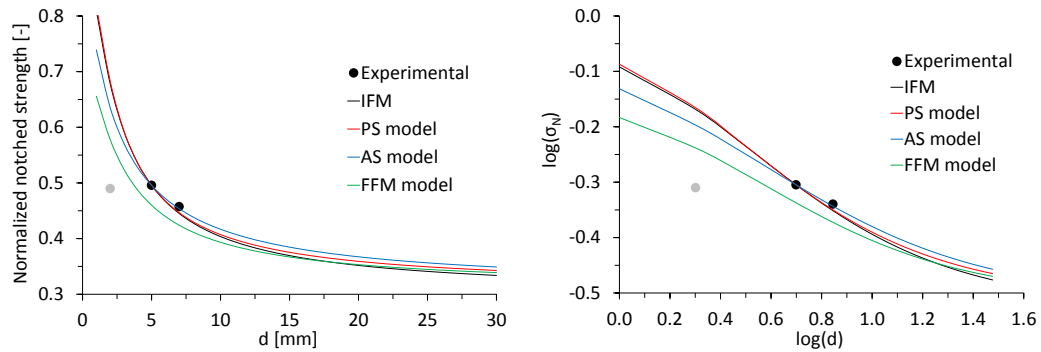 Normalized notched strength [-]
0.8
0.7
0.6
0.5
0.4
0.3
0
5
10
15
20
25
30
d [mm]
Experimental
IFM
PS model
AS model
FFM model
log(σN)
0.0
-0.1
-0.2
-0.3
-0.4
-0.5
0.0
0.2
0.4
0.6
0.8
1.0
1.2
1.4
1.6
log(d)
Experimental
IFM
PS model
AS model
FFM model